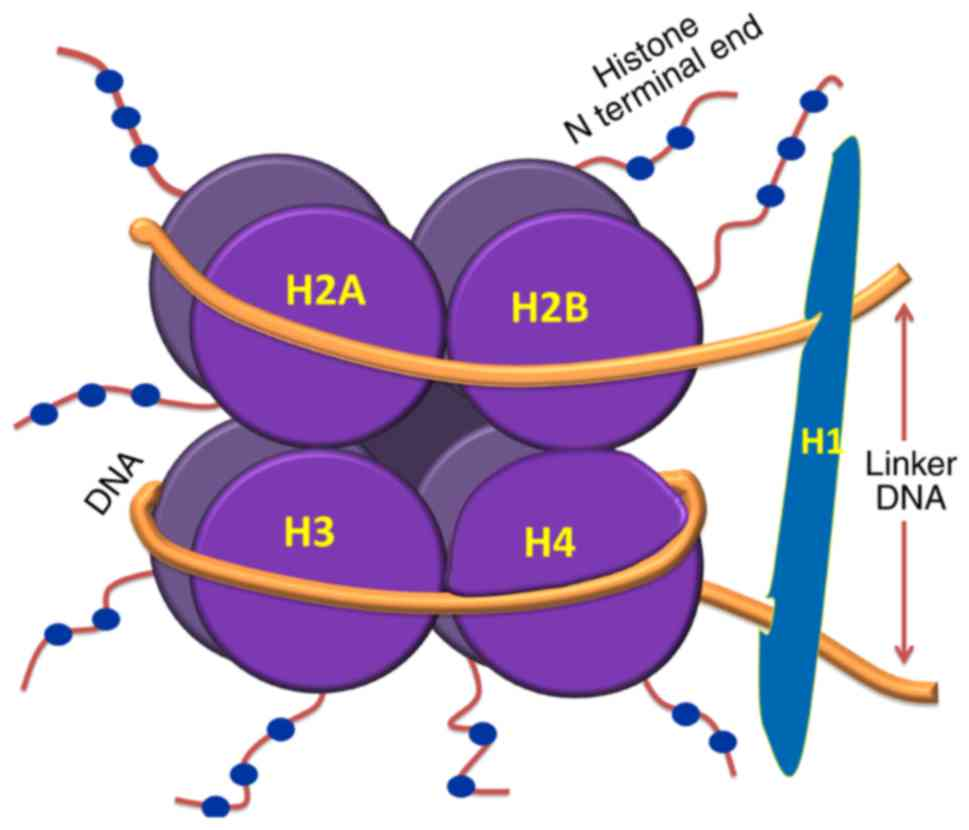 Histone
N terminal end
H2A
H2B
H1
Linker
DNA
DNA
H3
H4